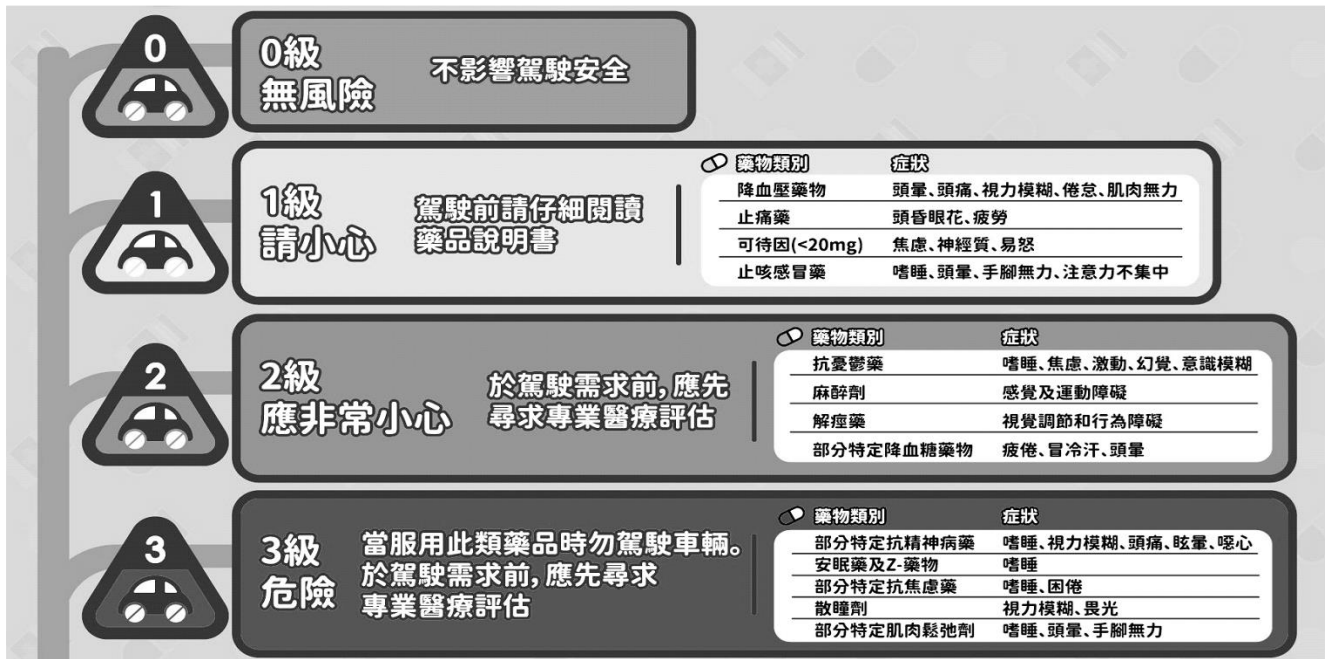 0
0級
無風險
不影響駕駛安全
1
1級
請小心
駕駛前請仔細閱讀
藥品說明書
藥物類別 症狀
降血壓藥物 頭暈、頭痛、視力模糊、倦怠、肌肉無力
止痛藥 頭昏眼花、疲勞
可待因(<20mg) 焦慮、神經質、易怒
止咳感冒藥 嗜睡、頭暈、手腳無力、注意力不集中
2
2級
應非常小心
於駕駛需求前,應先
尋求專業醫療評估
藥物類別 症狀
抗憂鬱藥 嗜睡、焦慮、激動、幻覺、意識模糊
麻醉劑 感覺及運動障礙
解痙藥 視覺調節和行為障礙
部分特定降血糖藥物 疲倦、冒冷汗、頭暈
3
3級
危險
當服用此類藥品時勿駕駛車輛。
於駕駛需求前,應先尋求
專業醫療評估
藥物類別 症狀
部分特定抗精神病藥 嗜睡、視力模糊、頭痛、眩暈、噁心
安眠藥及Z-藥物 嗜睡
部分特定抗焦慮藥 嗜睡、困倦
散瞳劑 視力模糊、畏光
部分特定肌肉鬆弛劑 嗜睡、頭暈、手腳無力